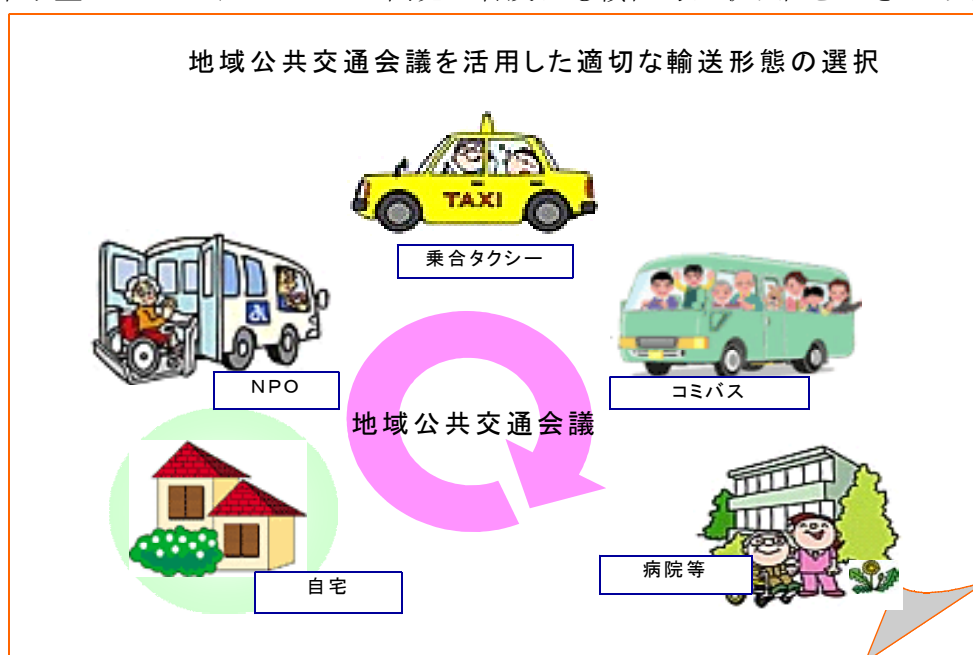 地域公共交通会議を活用した適切な輸送形態の選択
TAXI
乗合タクシー
NPO
コミバス
地域公共交通会議
自宅
病院等